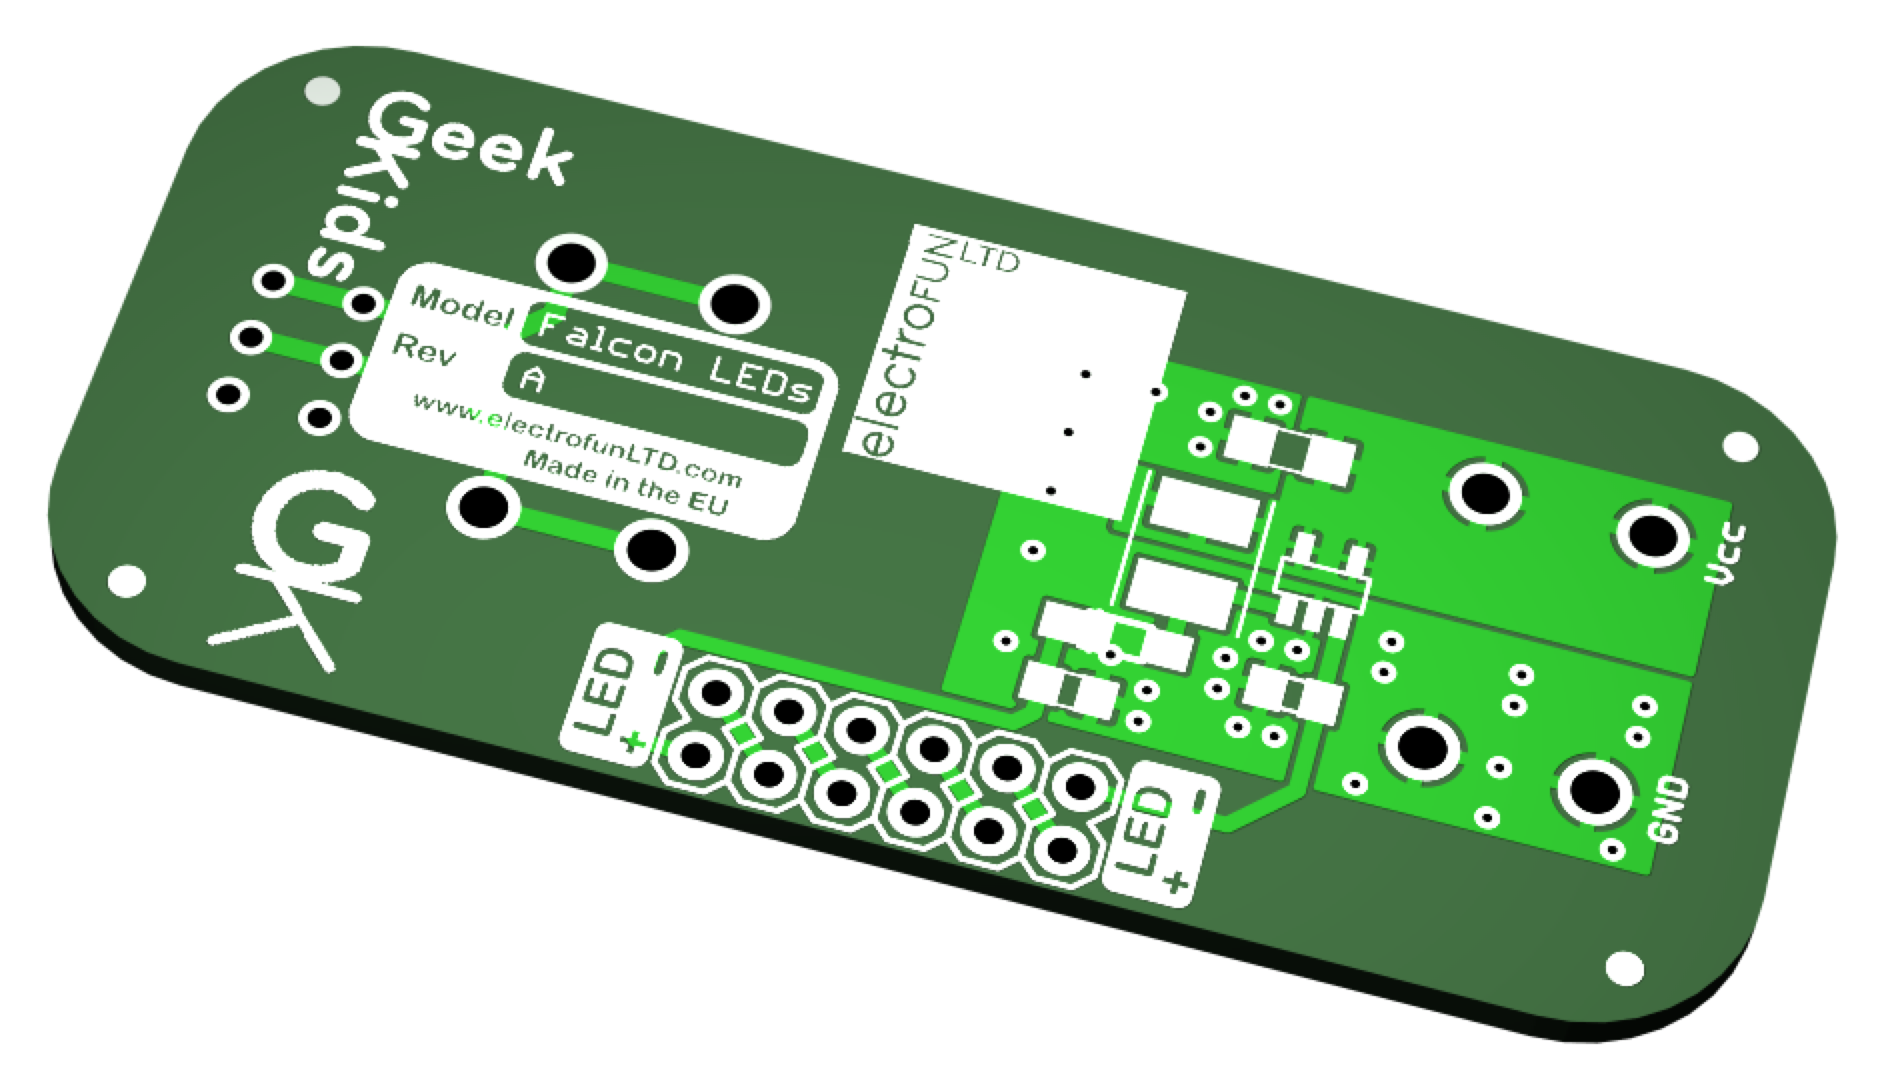 Geek
Kids
Model Falcon LEDs
Rev A
www.electrofunLTD.com
Made in the EU
electroFUN LTD
GK
LED - +
LED - +
Vcc
GND